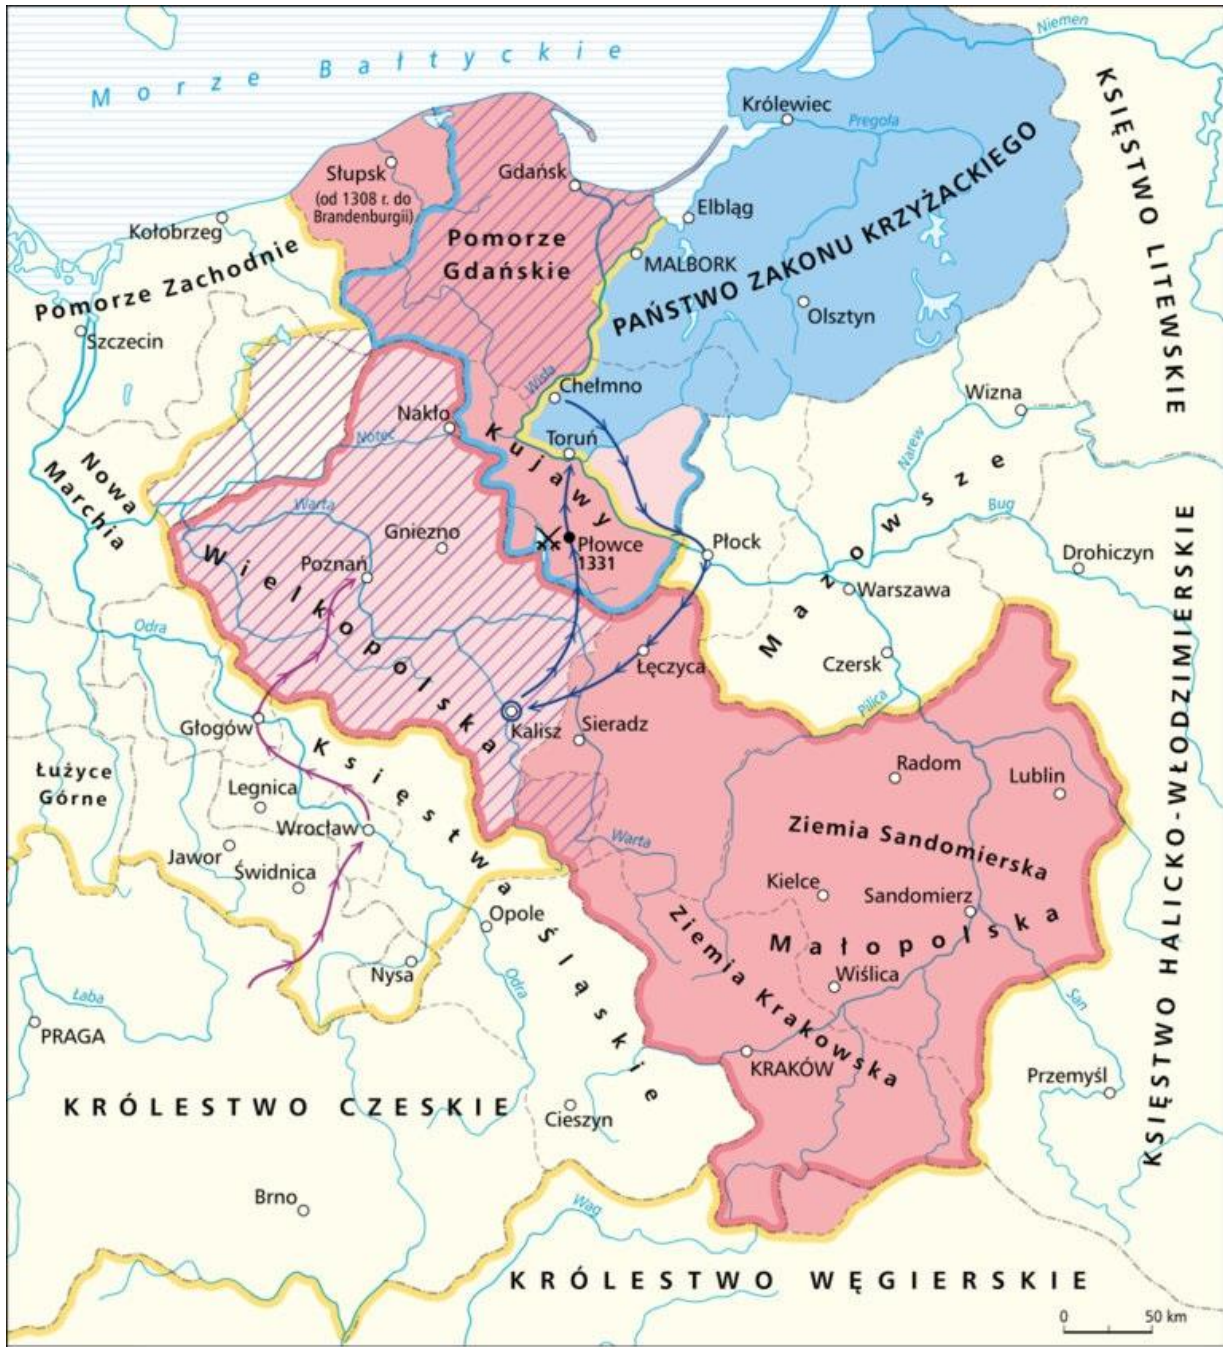 Morze Bałtyckie
Niemen
KSIĘSTWO LITEWSKIE
Królewiec
Pregoła
PAŃSTWO ZAKONU KRZYŻACKIEGO
Słupsk
(od 1308 r. do
Brandenburgii)
Gdańsk
Elbląg
Kołobrzeg
Pomorze
Gdańskie
MALBORK
Pomorze Zachodnie
Olsztyn
Szczecin
Wisła
Chełmno
Wizna
Nakło
Noteć
Kujawy
Toruń
Narew
Nowa
Marchia
Mazowsze
Warta
Bug
Gniezno
Płowce
1331
Płock
Drohiczyn
Wielkopolska
Poznań
Warszawa
KSIĘSTWO HALICKO-WŁODZIMIERSKIE
Odra
Łęczyca
Czersk
Pilica
Głogów
Kalisz
Sieradz
Księstwa Śląskie
Łużyce
Górne
Radom
Lublin
Legnica
Wrocław
Warta
Ziemia Sandomierska
Jawor
Świdnica
Kielce
Sandomierz
Opole
Ziemia Krakowska
Małopolska
Nysa
Odra
Wiślica
Łaba
San
PRAGA
KRAKÓW
Przemyśl
KRÓLESTWO CZESKIE
Cieszyn
Brno
Wag
KRÓLESTWO WĘGIERSKIE
0 50 km